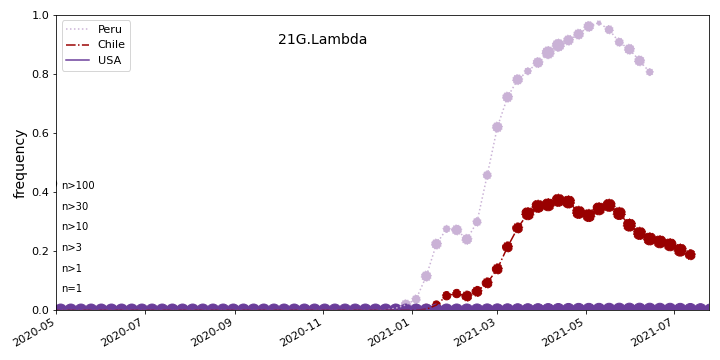 21G.Lambda
Peru
Chile
USA
frequency
1.0
0.8
0.6
0.4
0.2
0.0
n>100
n>30
n>10
n>3
n>1
n=1
2020-05
2020-07
2020-09
2020-11
2021-01
2021-03
2021-05
2021-07